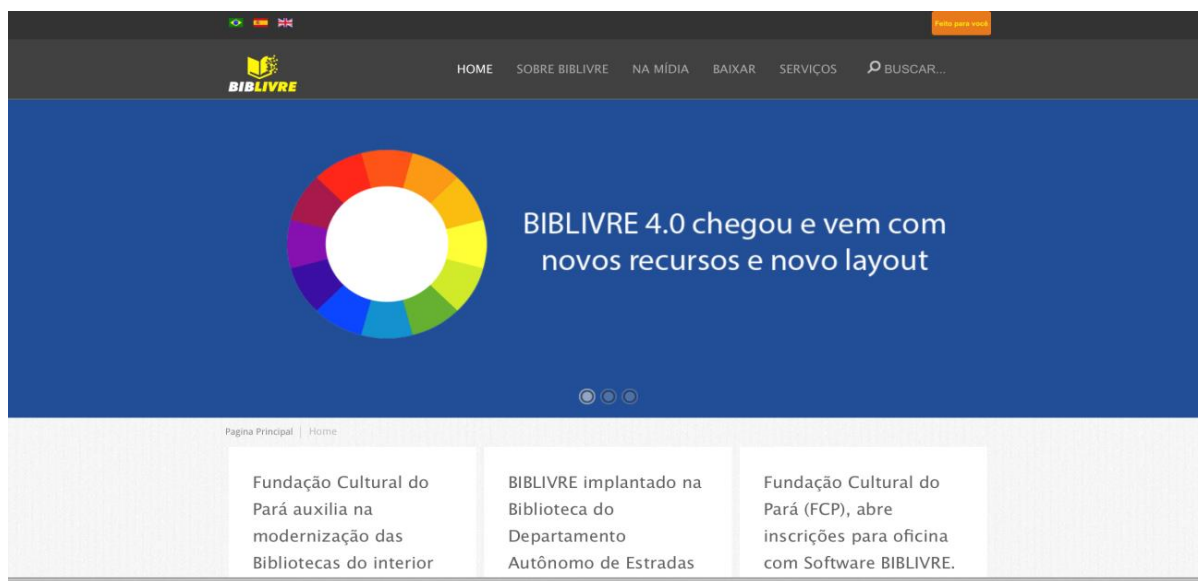 Feito para você
BIBLIVRE
HOME SOBRE BIBLIVRE NA MÍDIA BAIXAR SERVIÇOS BUSCAR...
BIBLIVRE 4.0 chegou e vem com
novos recursos e novo layout
Pagina Principal | Home
Fundação Cultural do
Pará auxilia na
modernização das
Bibliotecas do interior
BIBLIVRE implantado na
Biblioteca do
Departamento
Autônomo de Estradas
Fundação Cultural do
Pará (FCP), abre
inscrições para oficina
com Software BIBLIVRE.